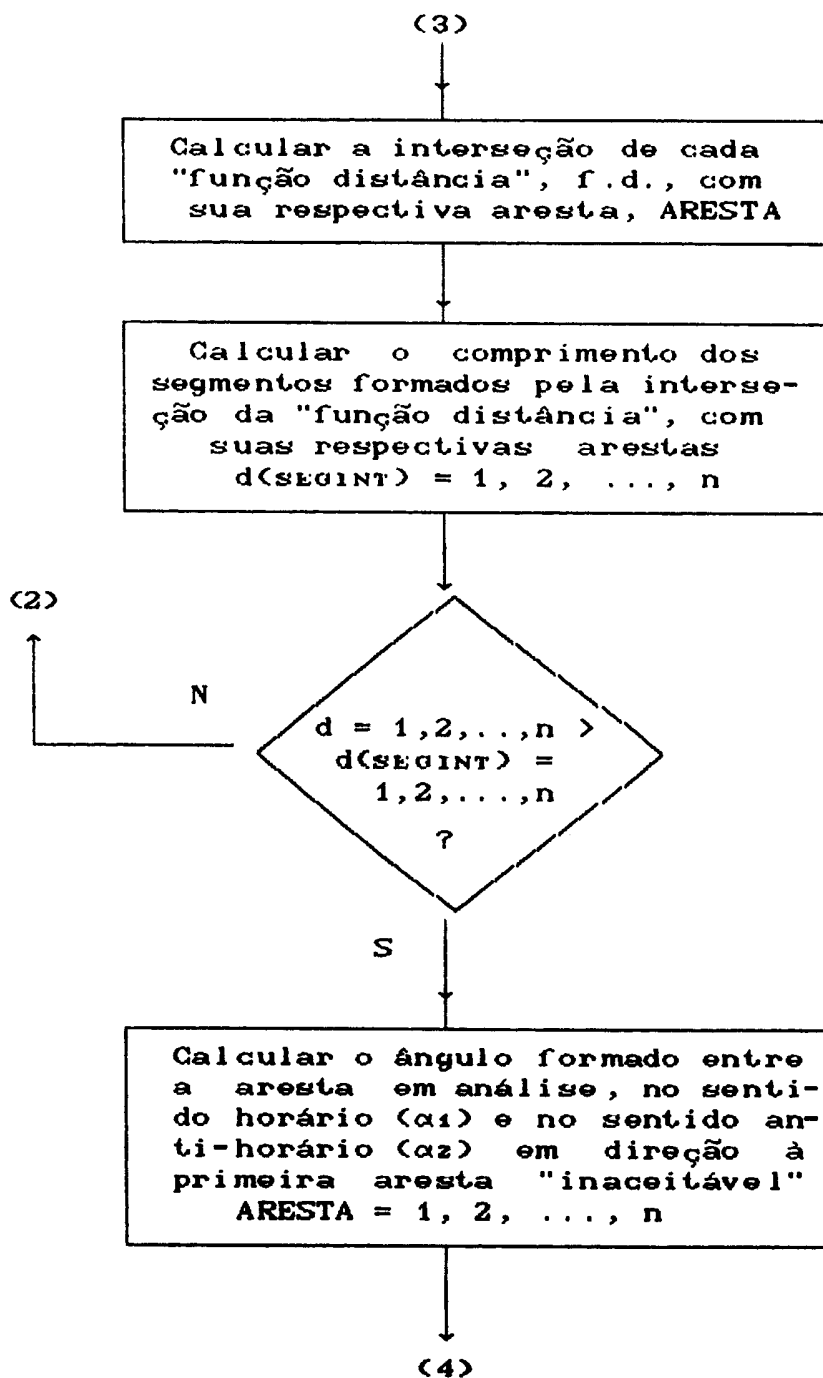 (3)
Calcular a interseção de cada
"função distância", f.d., com
sua respectiva aresta, ARESTA
Calcular o comprimento dos
segmentos formados pela interse-
ção da "função distância", com
suas respectivas arestas
d(SEGINT) = 1, 2, ..., n
(2)
N
d = 1,2,..,n >
d(SEGINT) =
1,2,...,n
?
S
Calcular o ângulo formado entre
a aresta em análise, no senti-
do horário (α1) e no sentido an-
ti-horário (α2) em direção à
primeira aresta "inaceitável"
ARESTA = 1, 2, ..., n
(4)